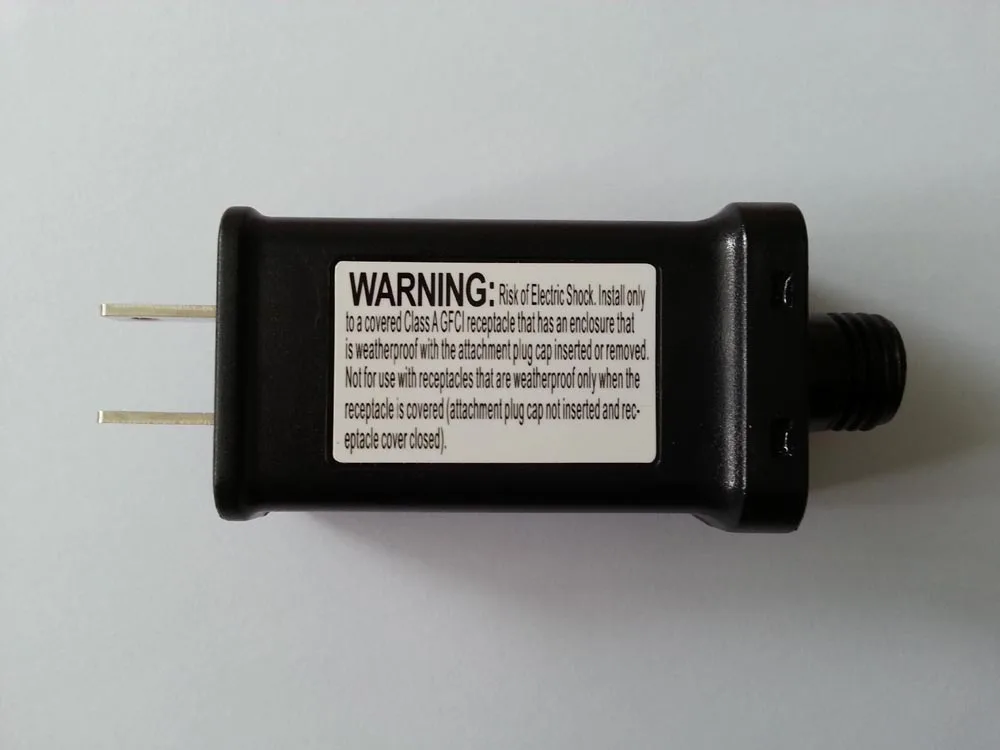 WARNING: Risk of Electric Shock. Install only
to a covered Class A GFCI receptacle that has an enclosure that
is weatherproof with the attachment plug cap inserted or removed.
Not for use with receptacles that are weatherproof only when the
receptacle is covered (attachment plug cap not inserted and rec-
eptacle cover closed).